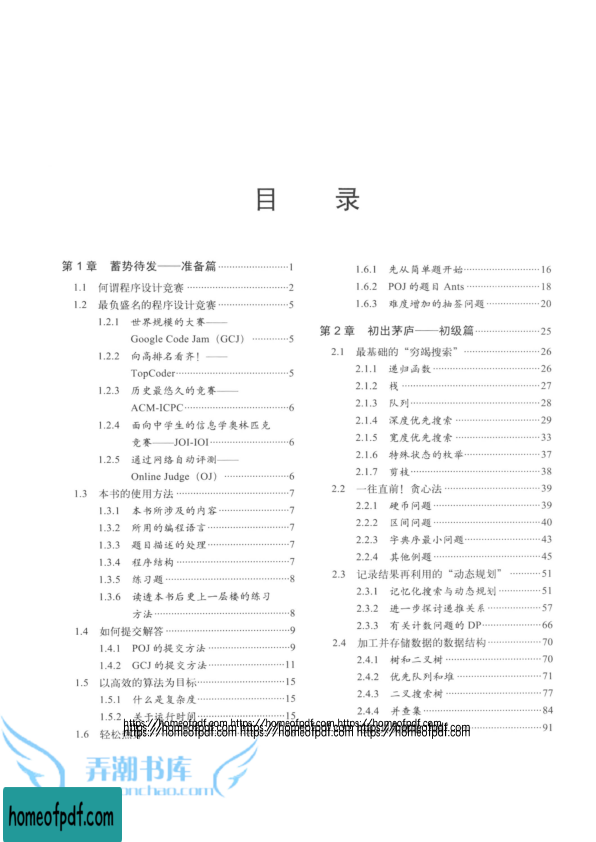 目 录
第1章 蓄势待发——准备篇 1
1.1 何谓程序设计竞赛 2
1.2 最负盛名的程序设计竞赛 5
1.2.1 世界规模的大赛——
Google Code Jam（GCJ） 5
1.2.2 向高排名看齐！——
TopCoder 5
1.2.3 历史最悠久的竞赛——
ACM-ICPC 6
1.2.4 面向中学生的信息学奥林匹克
竞赛——JOI-IOI 6
1.2.5 通过网络自动评测——
Online Judge（OJ） 6
1.3 本书的使用方法 7
1.3.1 本书所涉及的内容 7
1.3.2 所用的编程语言 7
1.3.3 题目描述的处理 7
1.3.4 程序结构 7
1.3.5 练习题 8
1.3.6 读透本书后更上一层楼的练习
方法 8
1.4 如何提交解答 9
1.4.1 POJ的提交方法 9
1.4.2 GCJ的提交方法 11
1.5 以高效的算法为目标 15
1.5.1 什么是复杂度 15
1.5.2 关于运行时间 15
1.6 轻松热
1.6.1 先从简单题开始 16
1.6.2 POJ的题目 Ants 18
1.6.3 难度增加的抽签问题 20
第2章 初出茅庐——初级篇 25
2.1 最基础的“穷竭搜索” 26
2.1.1 递归函数 26
2.1.2 栈 27
2.1.3 队列 28
2.1.4 深度优先搜索 29
2.1.5 宽度优先搜索 33
2.1.6 特殊状态的枚举 37
2.1.7 剪枝 38
2.2 一往直前！贪心法 39
2.2.1 硬币问题 39
2.2.2 区间问题 40
2.2.3 字典序最小问题 43
2.2.4 其他例题 45
2.3 记录结果再利用的“动态规划” 51
2.3.1 记忆化搜索与动态规划 51
2.3.2 进一步探讨递推关系 57
2.3.3 有关计数问题的DP 66
2.4 加工并存储数据的数据结构 70
2.4.1 树和二叉树 70
2.4.2 优先队列和堆 71
2.4.3 二叉搜索树 77
2.4.4 并查集 84
91
https://homeofpdf.com https://homeofpdf.com https://homeofpdf.com
https://homeofpdf.com https://homeofpdf.com https://homeofpdf.com
弄潮书库
homeofpdf.com